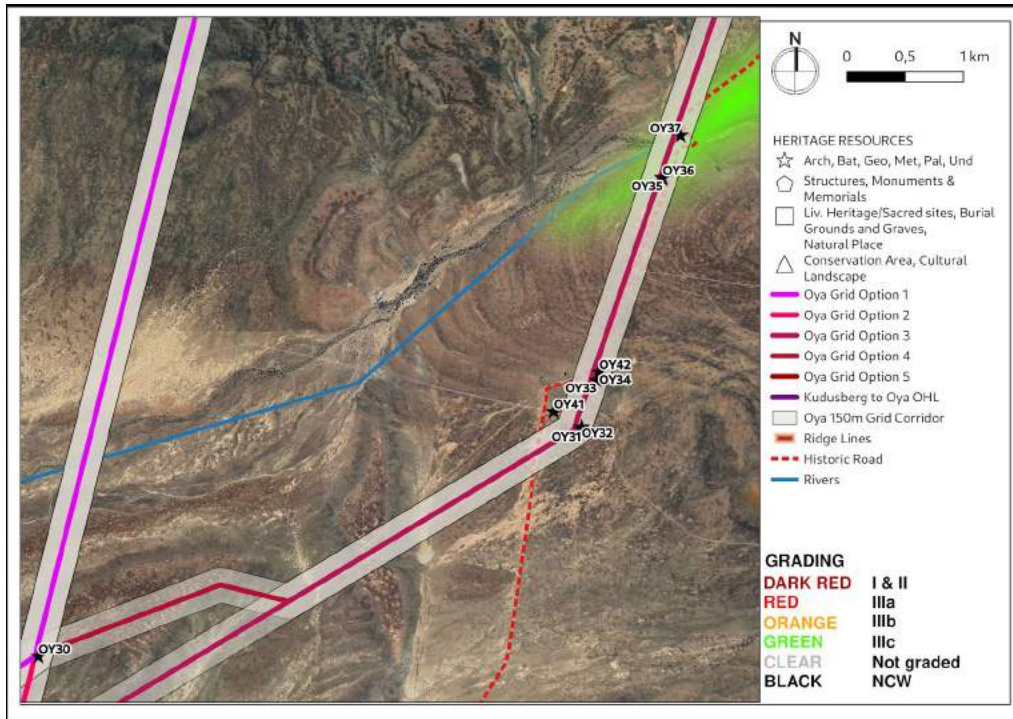 OY37
OY36
OY35
OY42
OY33
OY34
OY41
OY31
OY32
OY30
N
0
0,5
1 km
HERITAGE RESOURCES
Arch, Bat, Geo, Met, Pal, Und
Structures, Monuments &
Memorials
Liv. Heritage/Sacred sites, Burial
Grounds and Graves,
Natural Place
Conservation Area, Cultural
Landscape
Oya Grid Option 1
Oya Grid Option 2
Oya Grid Option 3
Oya Grid Option 4
Oya Grid Option 5
Kudusberg to Oya OHL
Oya 150m Grid Corridor
Ridge Lines
Historic Road
Rivers
GRADING
DARK RED I & II
RED IIIa
ORANGE IIIb
GREEN IIIc
CLEAR Not graded
BLACK NCW